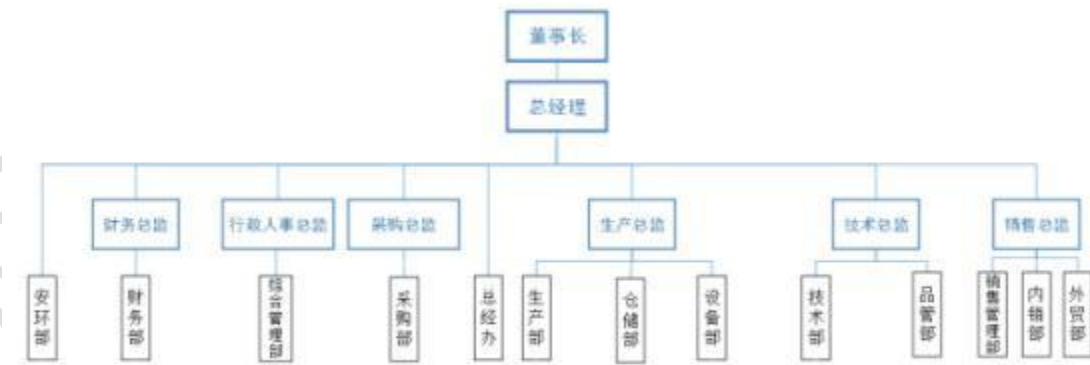 董事长
总经理
财务总监
行政人事总监
采购总监
生产总监
技术总监
销售总监
安环部
财务部
综合管理部
采购部
总经办
生产部
仓储部
设备部
技术部
品管部
销售管理部
内销部
外贸部